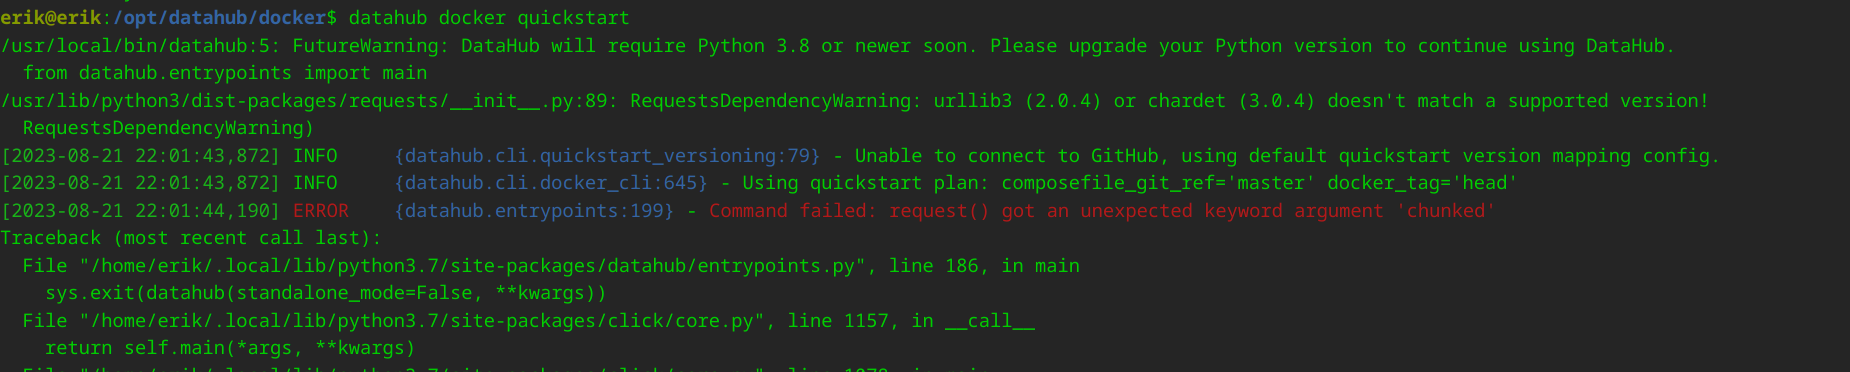 erik@erik:/opt/datahub/docker$ datahub docker quickstart
/usr/local/bin/datahub:5: FutureWarning: DataHub will require Python 3.8 or newer soon. Please upgrade your Python version to continue using DataHub.
  from datahub.entrypoints import main
/usr/lib/python3/dist-packages/requests/__init__.py:89: RequestsDependencyWarning: urllib3 (2.0.4) or chardet (3.0.4) doesn't match a supported version!
  RequestsDependencyWarning)
[2023-08-21 22:01:43,872] INFO     {datahub.cli.quickstart_versioning:79} - Unable to connect to GitHub, using default quickstart version mapping config.
[2023-08-21 22:01:43,872] INFO     {datahub.cli.docker_cli:645} - Using quickstart plan: composefile_git_ref='master' docker_tag='head'
[2023-08-21 22:01:44,190] ERROR    {datahub.entrypoints:199} - Command failed: request() got an unexpected keyword argument 'chunked'
Traceback (most recent call last):
  File "/home/erik/.local/lib/python3.7/site-packages/datahub/entrypoints.py", line 186, in main
    sys.exit(datahub(standalone_mode=False, **kwargs))
  File "/home/erik/.local/lib/python3.7/site-packages/click/core.py", line 1157, in __call__
    return self.main(*args, **kwargs)